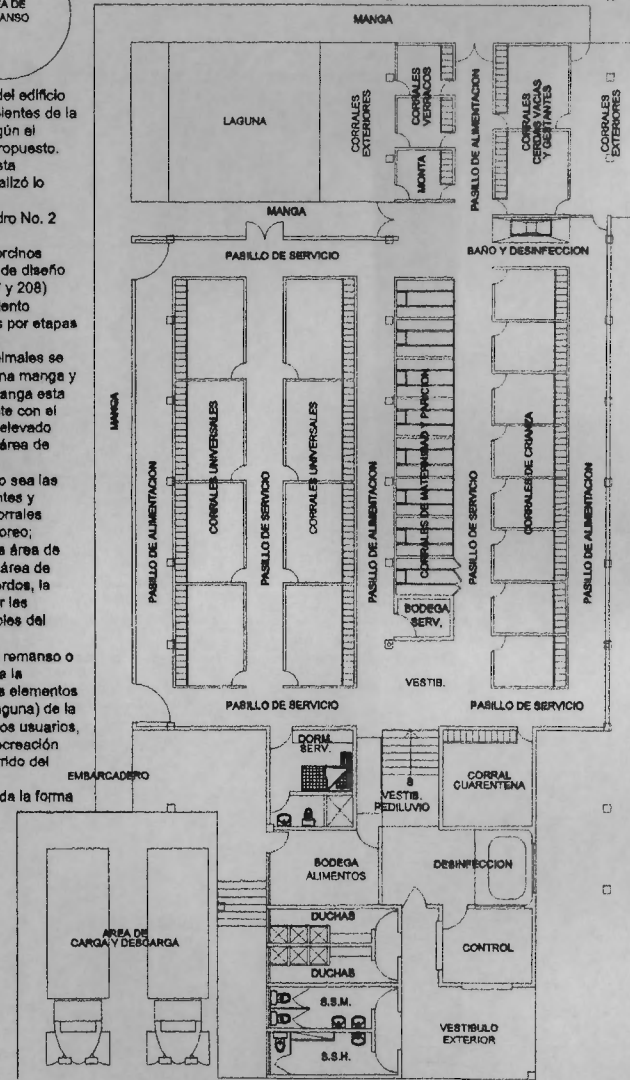 DE
ANSO
del edificio
ientes de la
gún el
ropuesto.
sta
alizó lo
dro No. 2
orcinos
de diseño
y 208)
iento
s por etapas
imales se
na manga y
anga esta
te con el
elevado
área de
o sea las
ntes y
orrales
oreo;
s área de
área de
erdos, la
r las
oles del
remanso o
a la
s elementos
aguna) de la
os usuarios,
creación
rrido del
da la forma
MANGA
LAGUNA
CORRALES
EXTERIORES
CORRALES
VERRACOS
MONTA
PASILLO DE ALIMENTACION
CORRALES
CERDAS VACIAS
Y GESTANTES
CORRALES
EXTERIORES
MANGA
PASILLO DE SERVICIO
BAÑO Y DESINFECCION
MANGA
PASILLO DE ALIMENTACION
CORRALES UNIVERSALES
PASILLO DE SERVICIO
CORRALES UNIVERSALES
PASILLO DE ALIMENTACION
CORRALES DE MATERNIDAD Y PARICION
PASILLO DE SERVICIO
CORRALES DE CRIANZA
PASILLO DE ALIMENTACION
BODEGA
SERV.
VESTIB.
PASILLO DE SERVICIO
PASILLO DE SERVICIO
EMBARCADERO
DORM.
SERV.
8
VESTIB.
PEDILUVIO
CORRAL
CUARENTENA
BODEGA
ALIMENTOS
DESINFECCION
AREA DE
CARGA Y DESCARGA
DUCHAS
DUCHAS
CONTROL
S.S.M.
S.S.H.
VESTIBULO
EXTERIOR